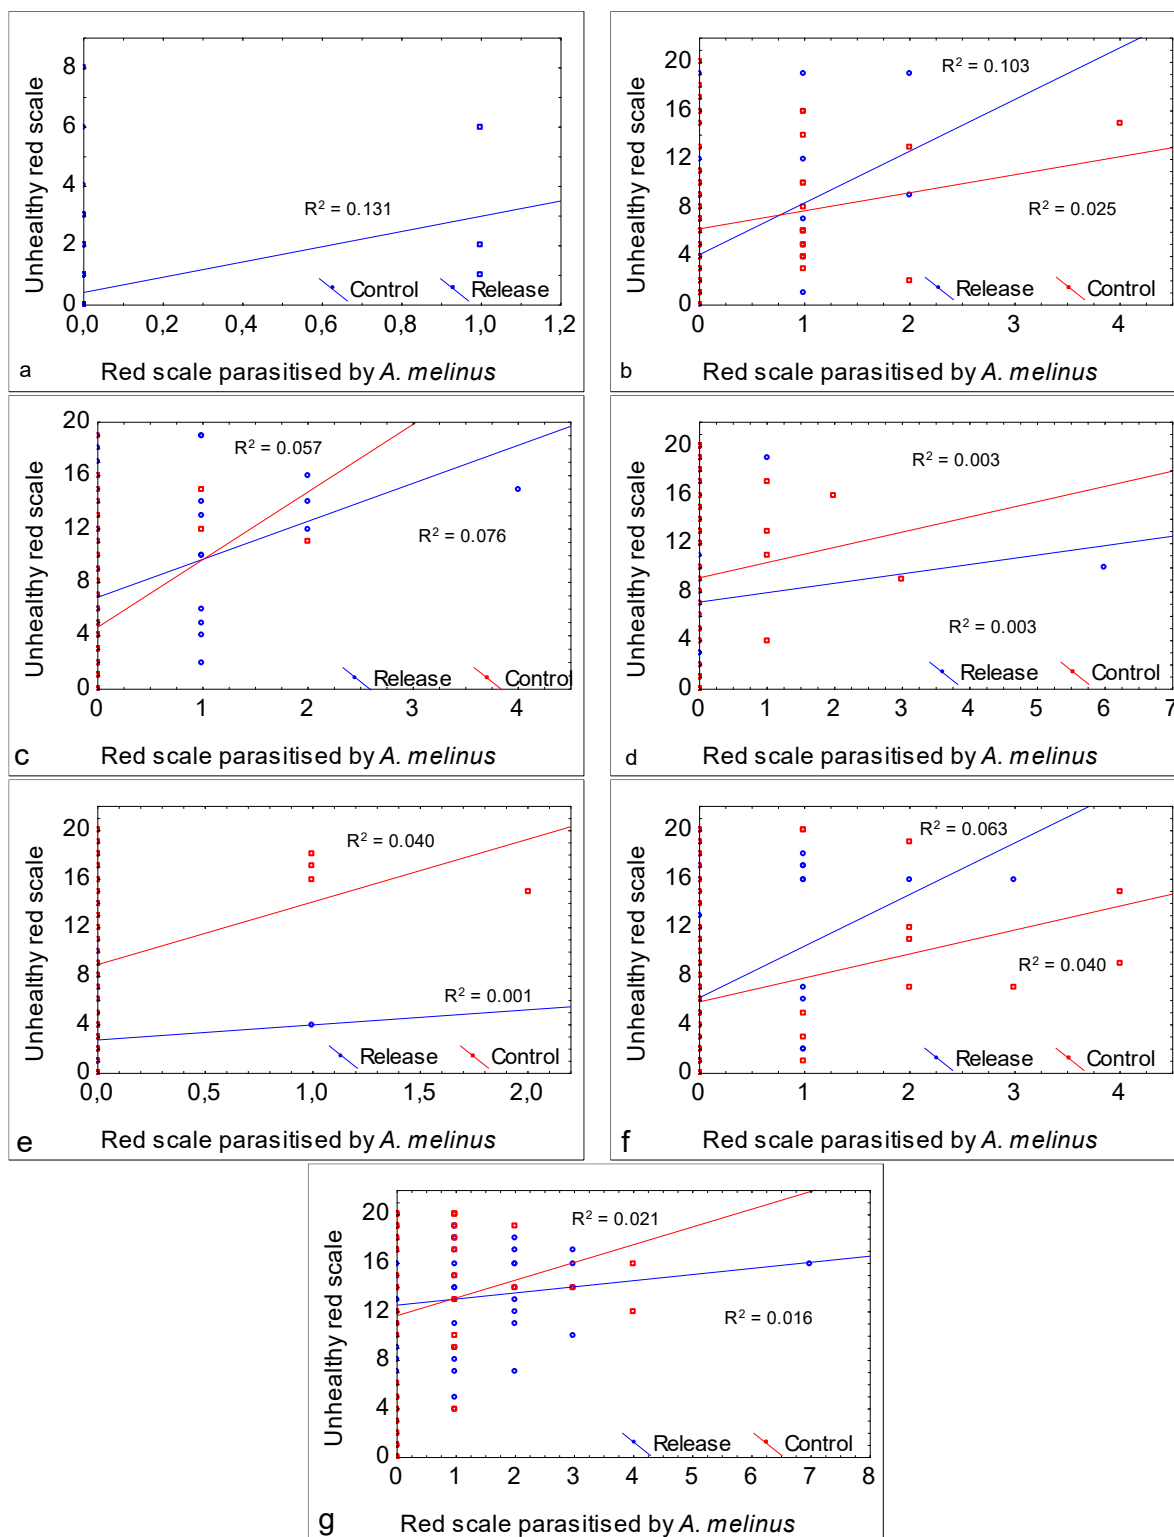 8
6
4
2
0
Unhealthy red scale
R² = 0.131
Control Release
0,0 0,2 0,4 0,6 0,8 1,0 1,2
a Red scale parasitised by A. melinus
20
16
12
8
4
0
Unhealthy red scale
R² = 0.103
R² = 0.025
Release Control
0 1 2 3 4
b Red scale parasitised by A. melinus
20
16
12
8
4
0
Unhealthy red scale
R² = 0.057
R² = 0.076
Release Control
0 1 2 3 4
c Red scale parasitised by A. melinus
20
16
12
8
4
0
Unhealthy red scale
R² = 0.003
R² = 0.003
Release Control
0 1 2 3 4 5 6 7
d Red scale parasitised by A. melinus
20
16
12
8
4
0
Unhealthy red scale
R² = 0.040
R² = 0.001
Release Control
0,0 0,5 1,0 1,5 2,0
e Red scale parasitised by A. melinus
20
16
12
8
4
0
Unhealthy red scale
R² = 0.063
R² = 0.040
Release Control
0 1 2 3 4
f Red scale parasitised by A. melinus
20
16
12
8
4
0
Unhealthy red scale
R² = 0.021
R² = 0.016
Release Control
0 1 2 3 4 5 6 7 8
g Red scale parasitised by A. melinus